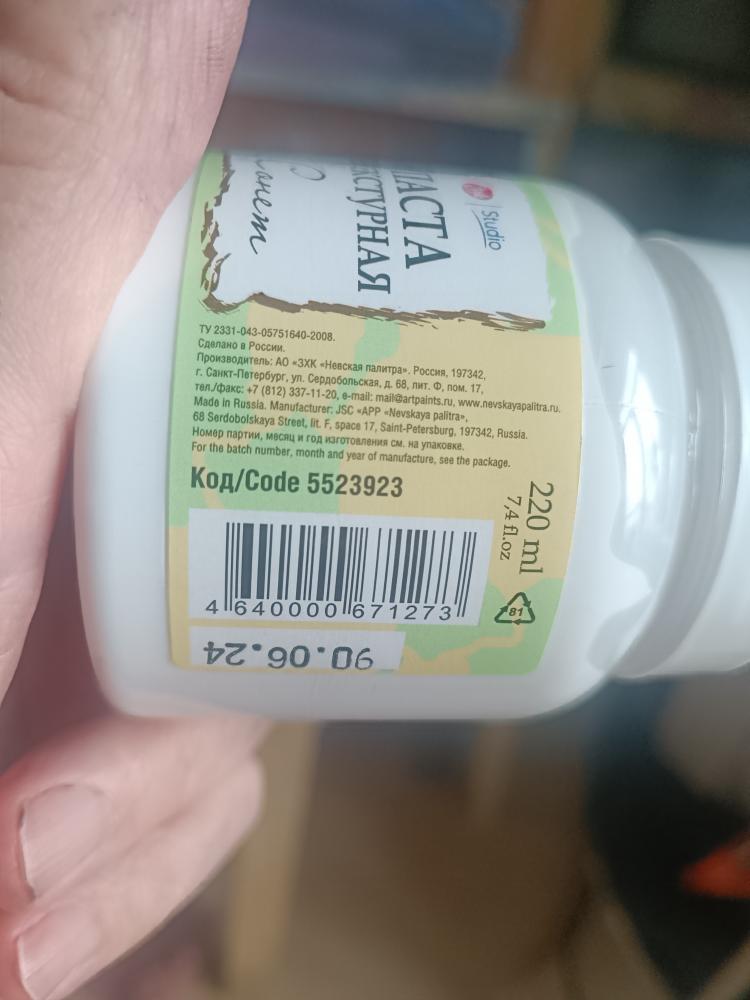 Studio
ПАСТА
ТУ 2331-043-05751640-2008.
Сделано в России.
Производитель: АО «ЗХК «Невская палитра». Россия, 197342,
г. Санкт-Петербург, ул. Сердобольская, д. 68, лит. Ф, пом. 17,
тел./факс: +7 (812) 337-11-20, e-mail: mail@artpaints.ru, www.nevskayapalitra.ru.
Made in Russia. Manufacturer: JSC «APP «Nevskaya palitra»,
68 Serdobolskaya Street, lit. F, space 17, Saint-Petersburg, 197342, Russia.
Номер партии, месяц и год изготовления см. на упаковке.
For the batch number, month and year of manufacture, see the package.
Код/Code 5523923
220 ml
7,4 fl.oz
81
4 640000 671273
06.24